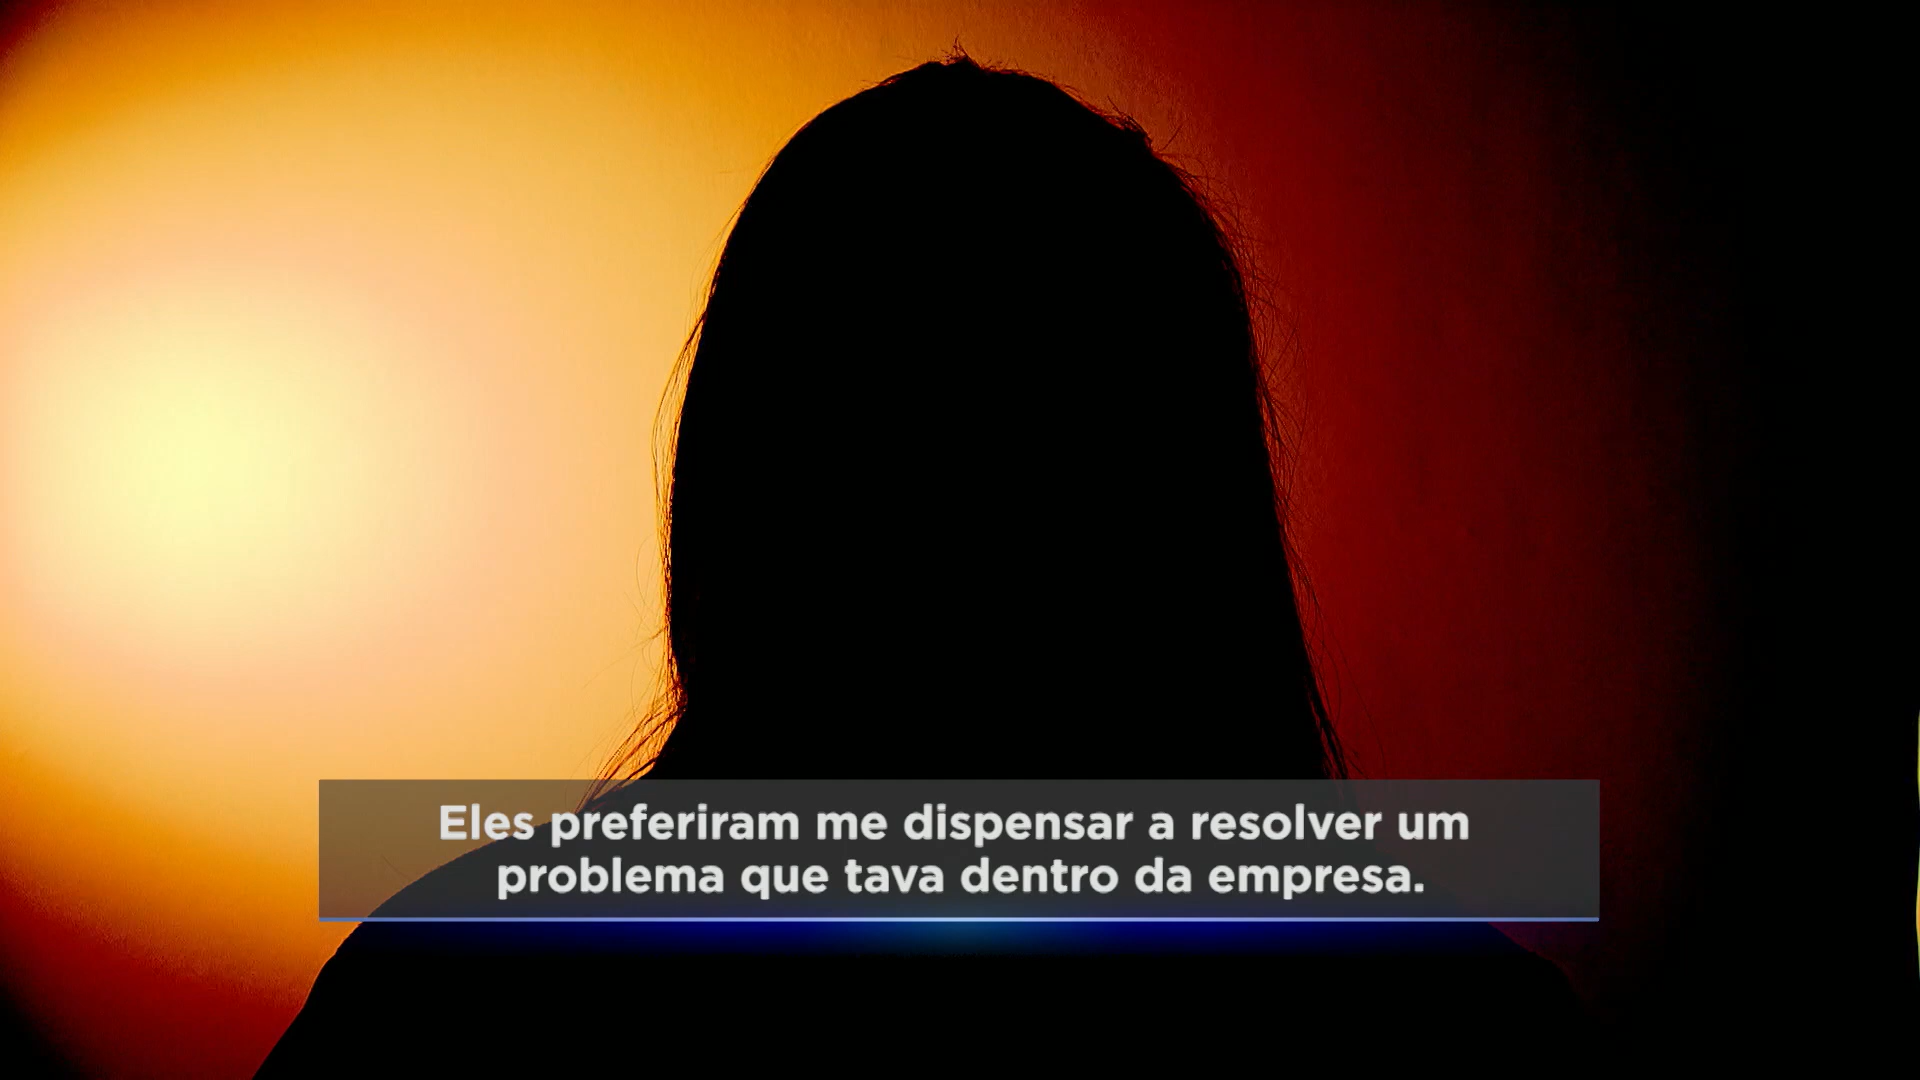 Eles preferiram me dispensar a resolver um
problema que tava dentro da empresa.